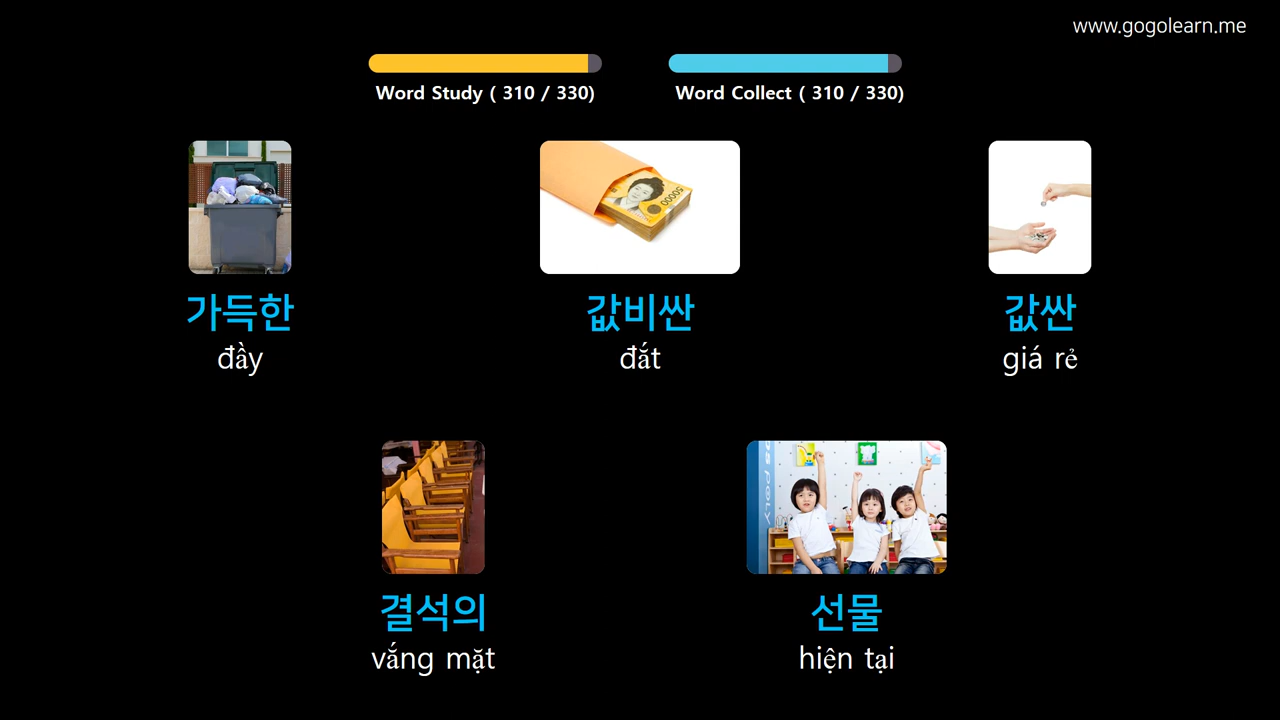 www.gogolearn.me
Word Study ( 310 / 330)
Word Collect ( 310 / 330)
50000
가득한
값비싼
값싼
đầy
đắt
giá rẻ
결석의
선물
vắng mặt
hiện tại